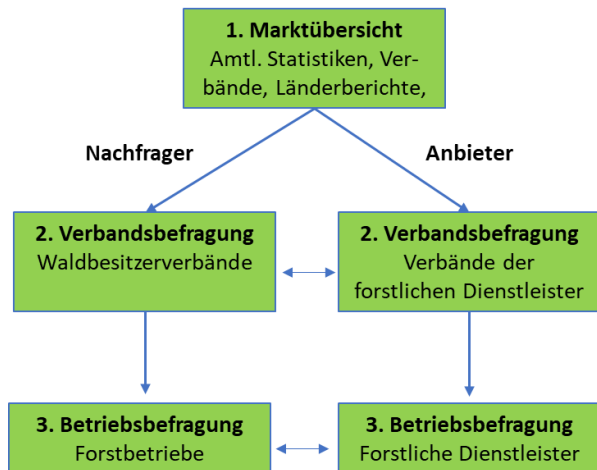 1. Marktübersicht
Amtl. Statistiken, Ver-
bände, Länderberichte,
Nachfrager
Anbieter
2. Verbandsbefragung
Waldbesitzerverbände
2. Verbandsbefragung
Verbände der
forstlichen Dienstleister
3. Betriebsbefragung
Forstbetriebe
3. Betriebsbefragung
Forstliche Dienstleister